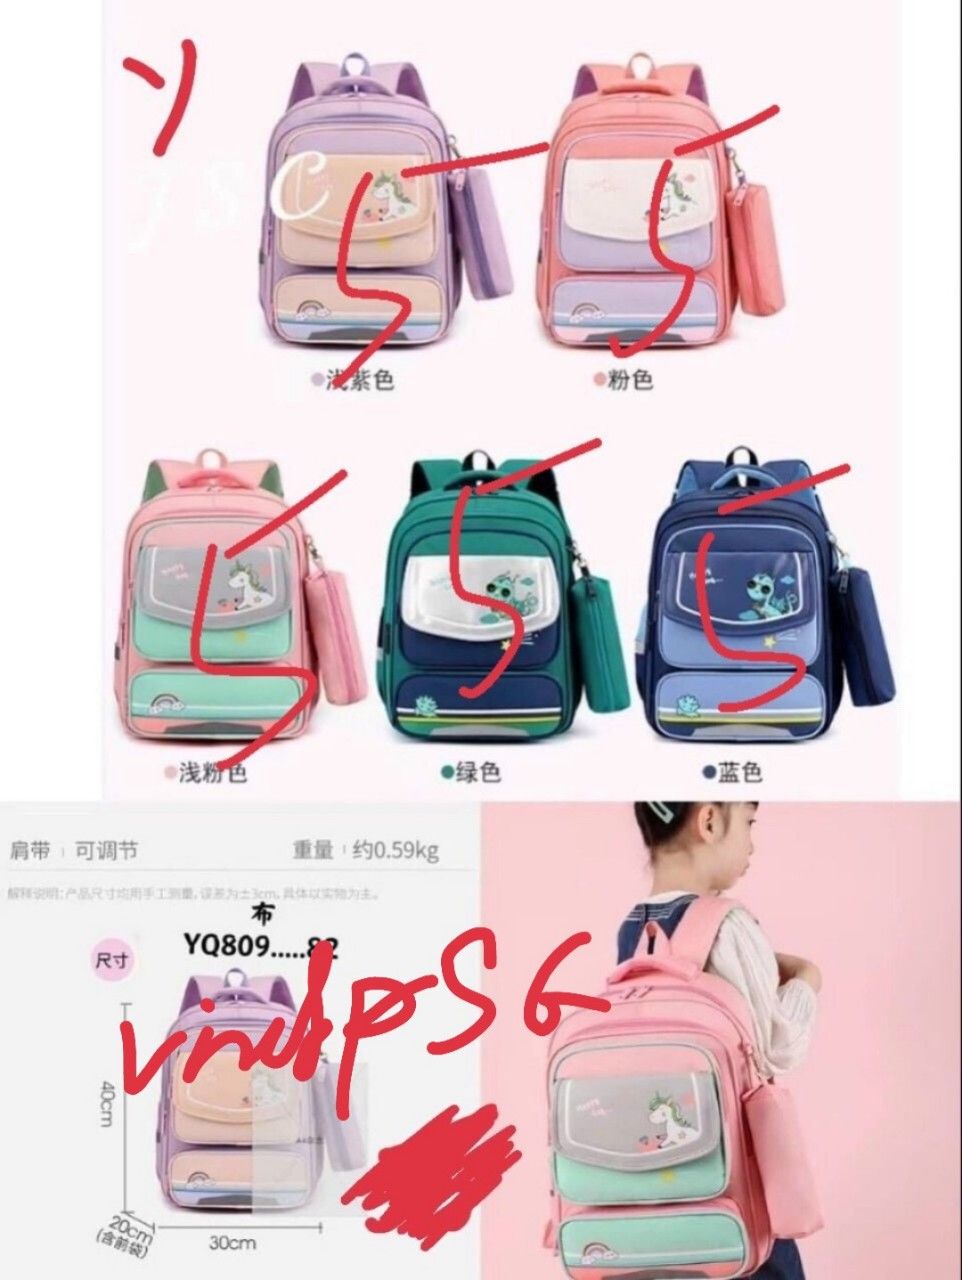 Y
JSC
5 5
浅紫色 粉色
5 5 5
浅粉色 绿色 蓝色
肩带 可调节 重量 约0.59kg
解释说明:产品尺寸均用手工测量,误差为±3cm,具体以实物为主。
布
YQ809.....82
尺寸
40cm
20cm
(含前袋)
30cm